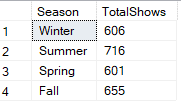 Season TotalShows
1 Winter 606
2 Summer 716
3 Spring 601
4 Fall 655